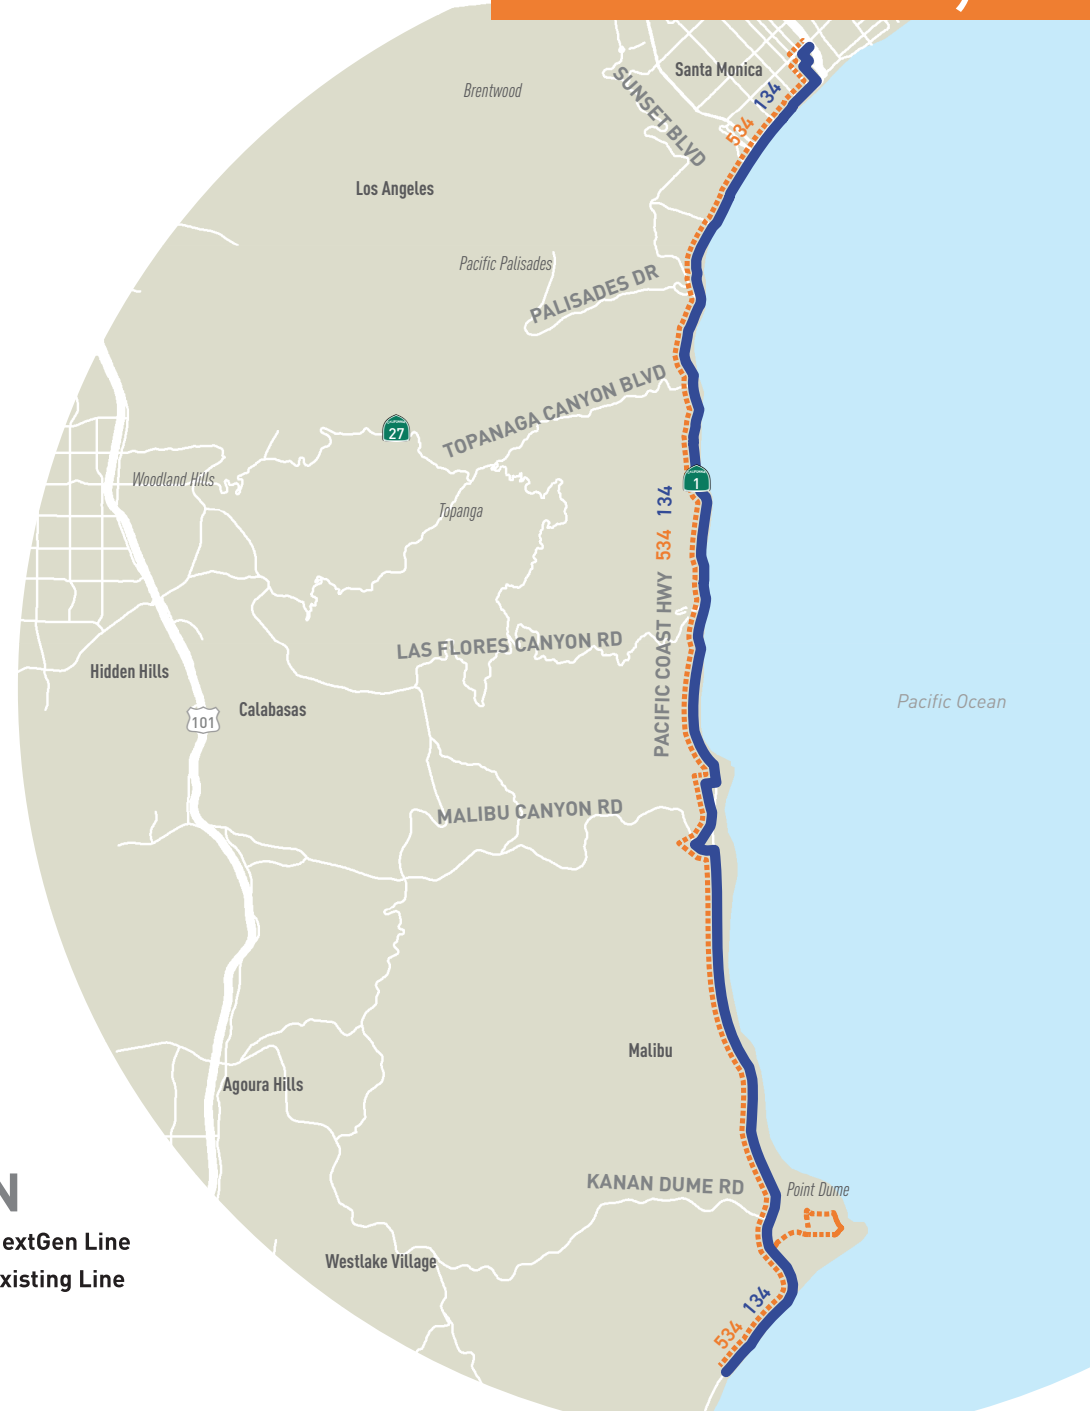 Santa Monica
Brentwood
SUNSET BLVD
134
534
Los Angeles
Pacific Palisades
PALISADES DR
TOPANAGA CANYON BLVD
CALIFORNIA
27
Woodland Hills
Topanga
CALIFORNIA
1
PACIFIC COAST HWY 534 134
LAS FLORES CANYON RD
Hidden Hills
Calabasas
101
Pacific Ocean
MALIBU CANYON RD
Malibu
Agoura Hills
KANAN DUME RD
Point Dume
N
extGen Line
xisting Line
Westlake Village
134
534